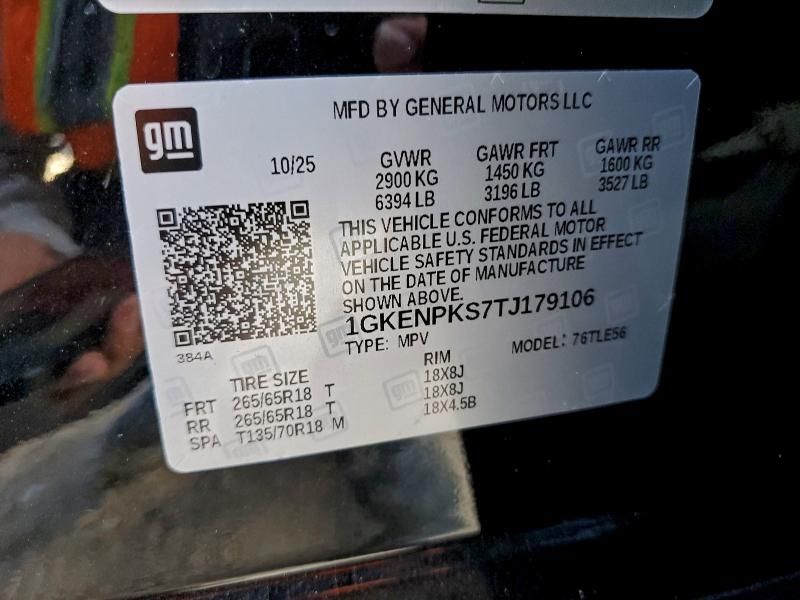 MFD BY GENERAL MOTORS LLC
gm
10/25
GVWR GAWR FRT GAWR RR
2900 KG 1450 KG 1600 KG
6394 LB 3196 LB 3527 LB
THIS VEHICLE CONFORMS TO ALL
APPLICABLE U.S. FEDERAL MOTOR
VEHICLE SAFETY STANDARDS IN EFFECT
ON THE DATE OF MANUFACTURE
SHOWN ABOVE.
1GKENPKS7TJ179106
384A
TYPE: MPV MODEL: 76TLE56
TIRE SIZE RIM
FRT 265/65R18 T 18X8J
RR 265/65R18 T 18X8J
SPA T135/70R18 M 18X4.5B